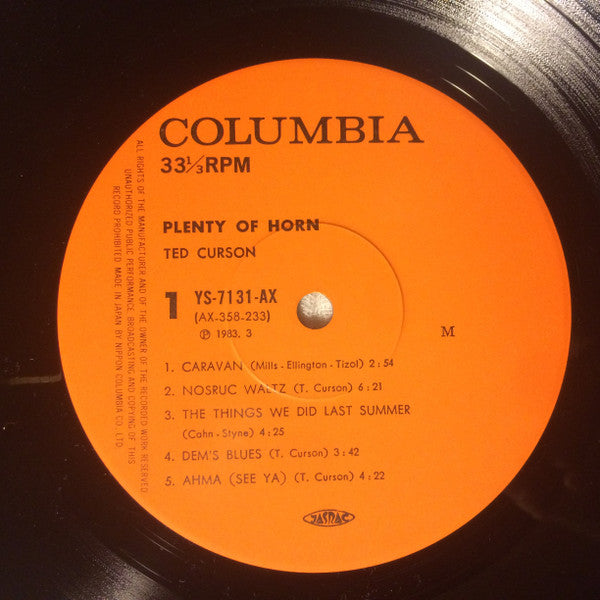 COLUMBIA
33⅓RPM
PLENTY OF HORN
TED CURSON
1 YS-7131-AX
(AX-358-233)
Ⓟ 1983. 3
M
1. CARAVAN (Mills - Ellington - Tizol) 2 : 54
2. NOSRUC WALTZ (T. Curson) 6 : 21
3. THE THINGS WE DID LAST SUMMER
(Cahn - Styne) 4 : 25
4. DEM'S BLUES (T. Curson) 3 : 42
5. AHMA (SEE YA) (T. Curson) 4 : 22
JASRAC
ALL RIGHTS OF THE MANUFACTURER AND OF THE OWNER OF THE RECORDED WORK RESERVED
UNAUTHORIZED PUBLIC PERFORMANCE BROADCASTING AND COPYING OF THIS
RECORD PROHIBITED MADE IN JAPAN BY NIPPON COLUMBIA CO., LTD.